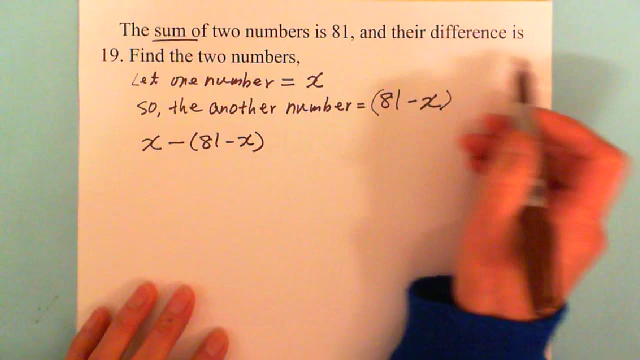 The sum of two numbers is 81, and their difference is
19. Find the two numbers,
Let one number = x
So, the another number = (81 - x)
x - (81 - x)